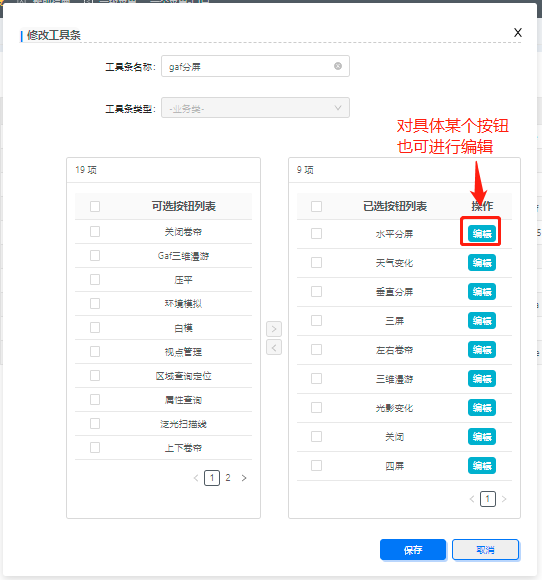 修改工具条
X
工具条名称: gaf分屏
工具条类型: -业务类-
对具体某个按钮
也可进行编辑
19 项
9 项
可选按钮列表
已选按钮列表 操作
关闭卷帘
Gaf三维漫游
压平
环境模拟
白模
视点管理
区域查询定位
属性查询
泛光扫描线
上下卷帘
< 1 2 >
水平分屏 编辑
天气变化 编辑
垂直分屏 编辑
三屏 编辑
左右卷帘 编辑
三维漫游 编辑
光影变化 编辑
关闭 编辑
四屏 编辑
< 1 >
保存 取消